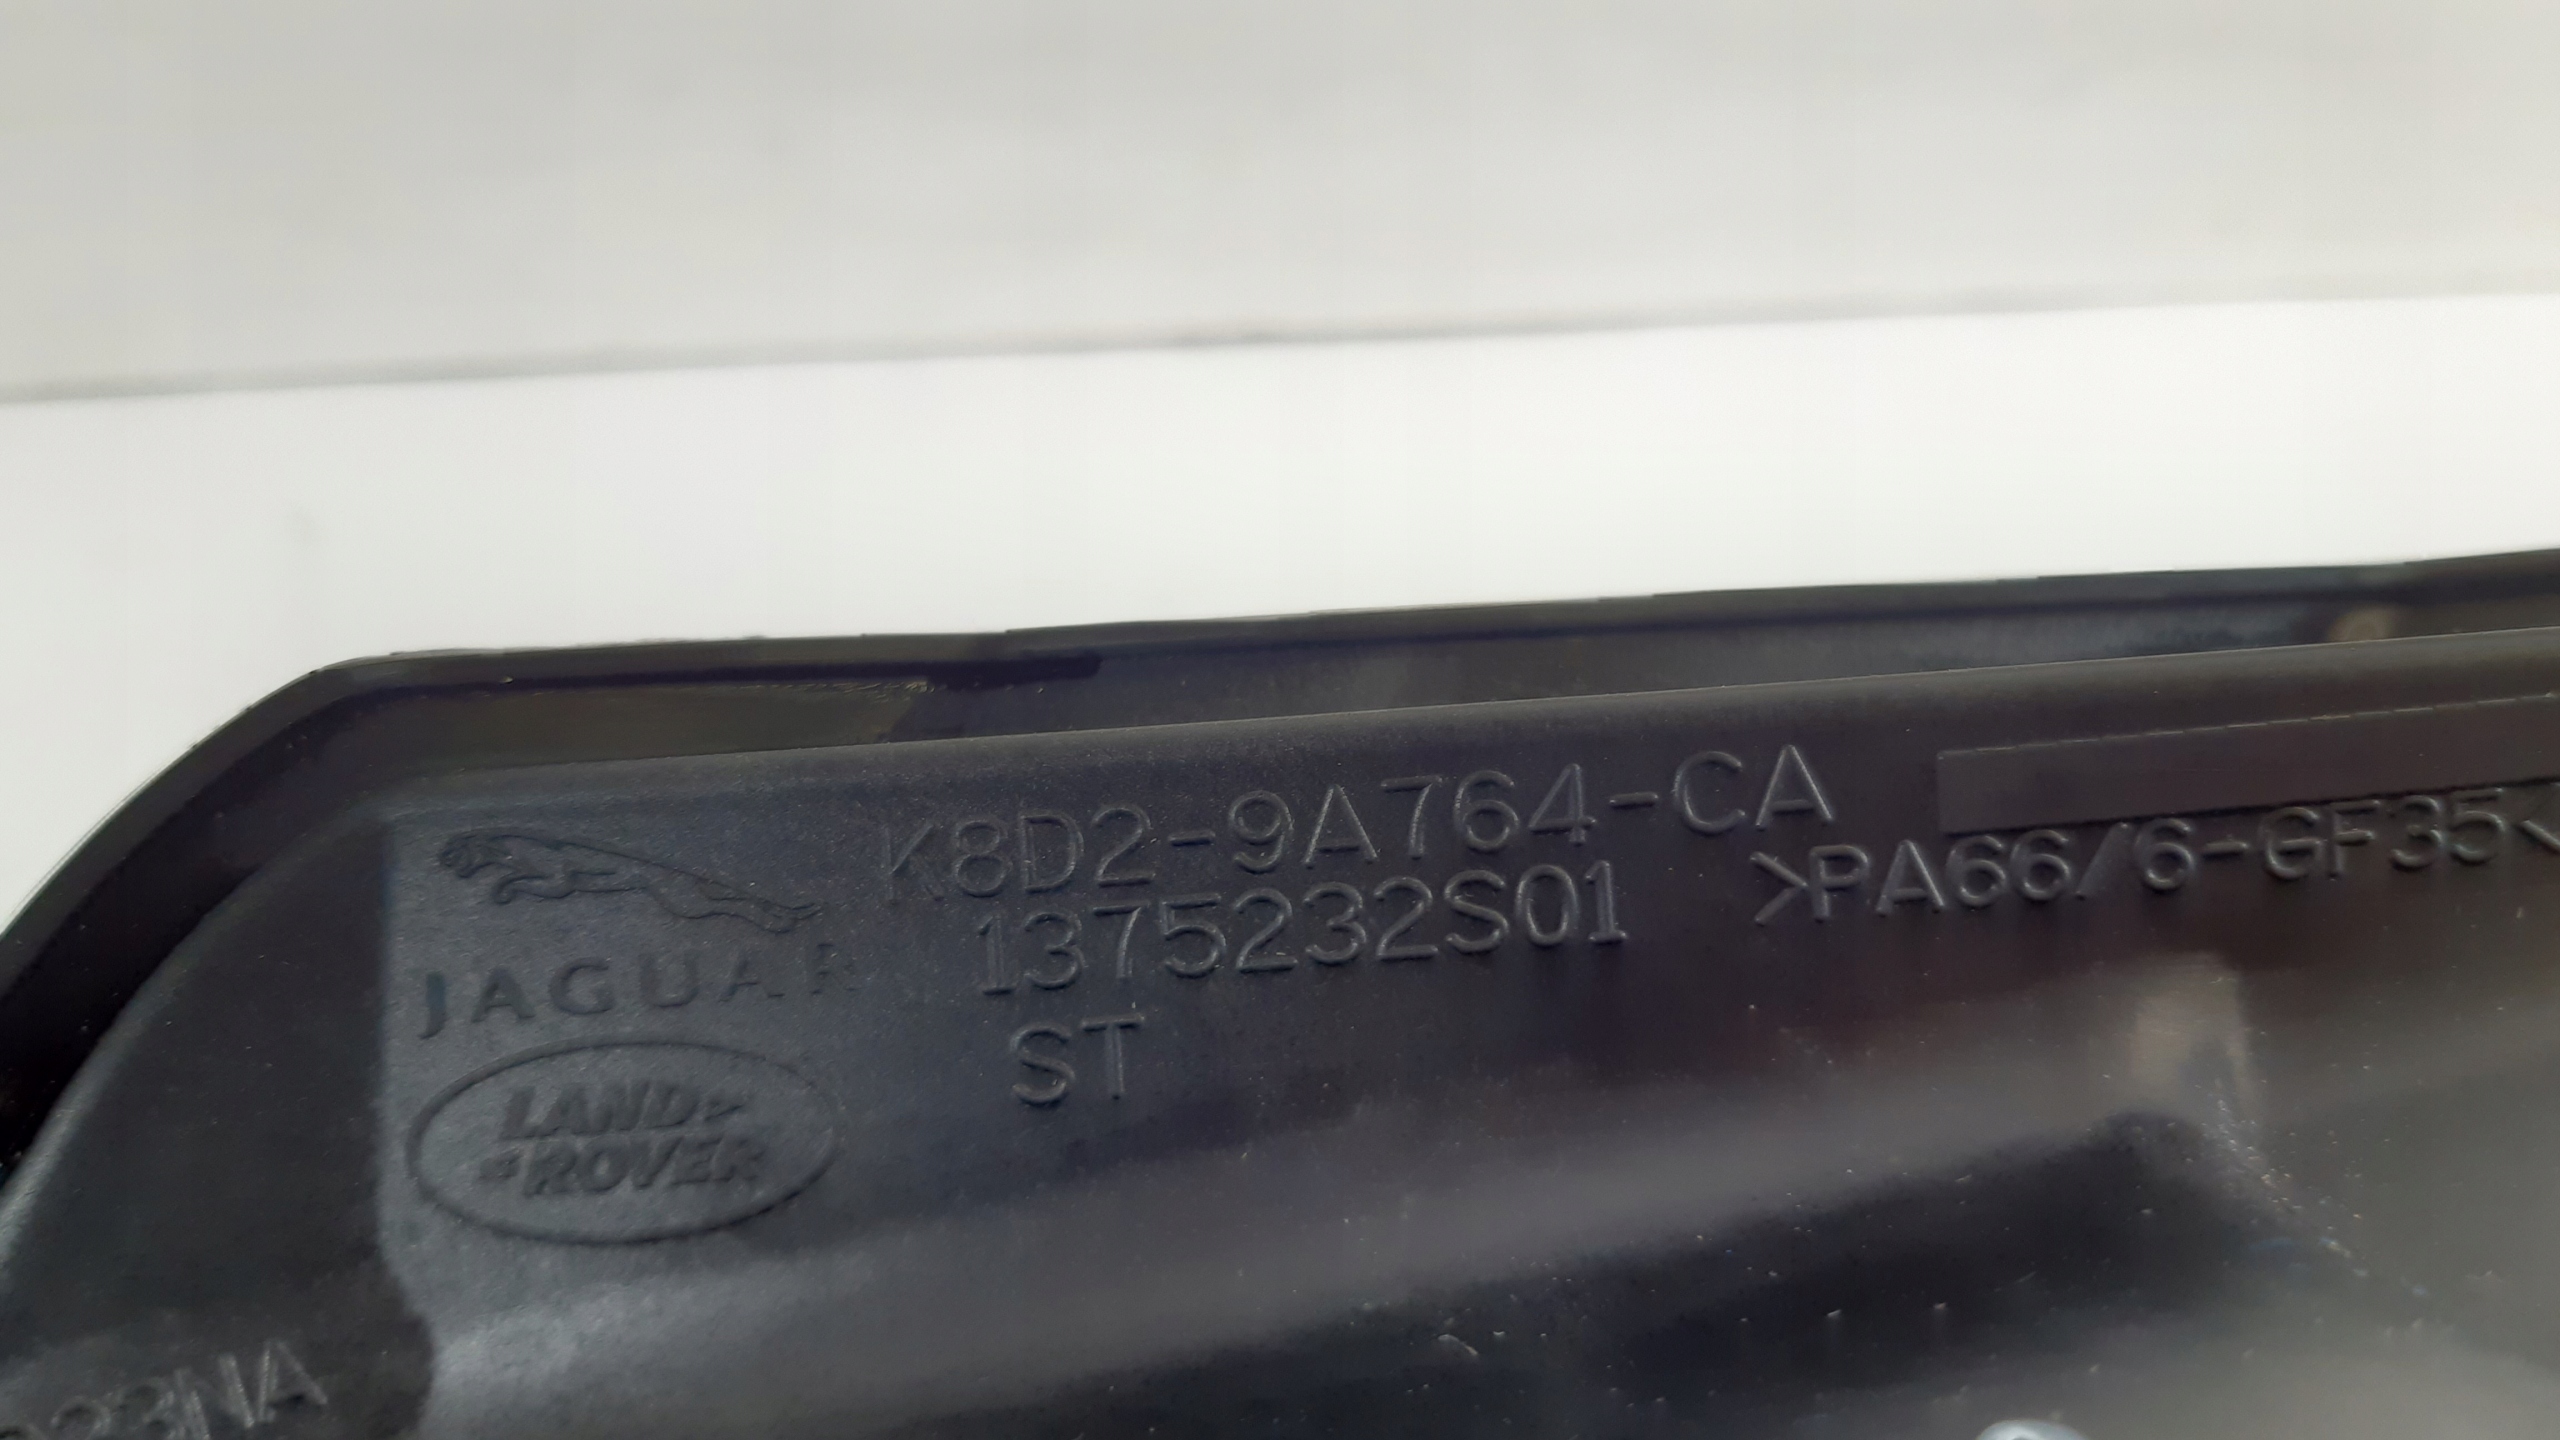 K8D2-9A764-CA
1375232S01
ST
>PA66/6-GF35<
JAGUAR
LAND
ROVER